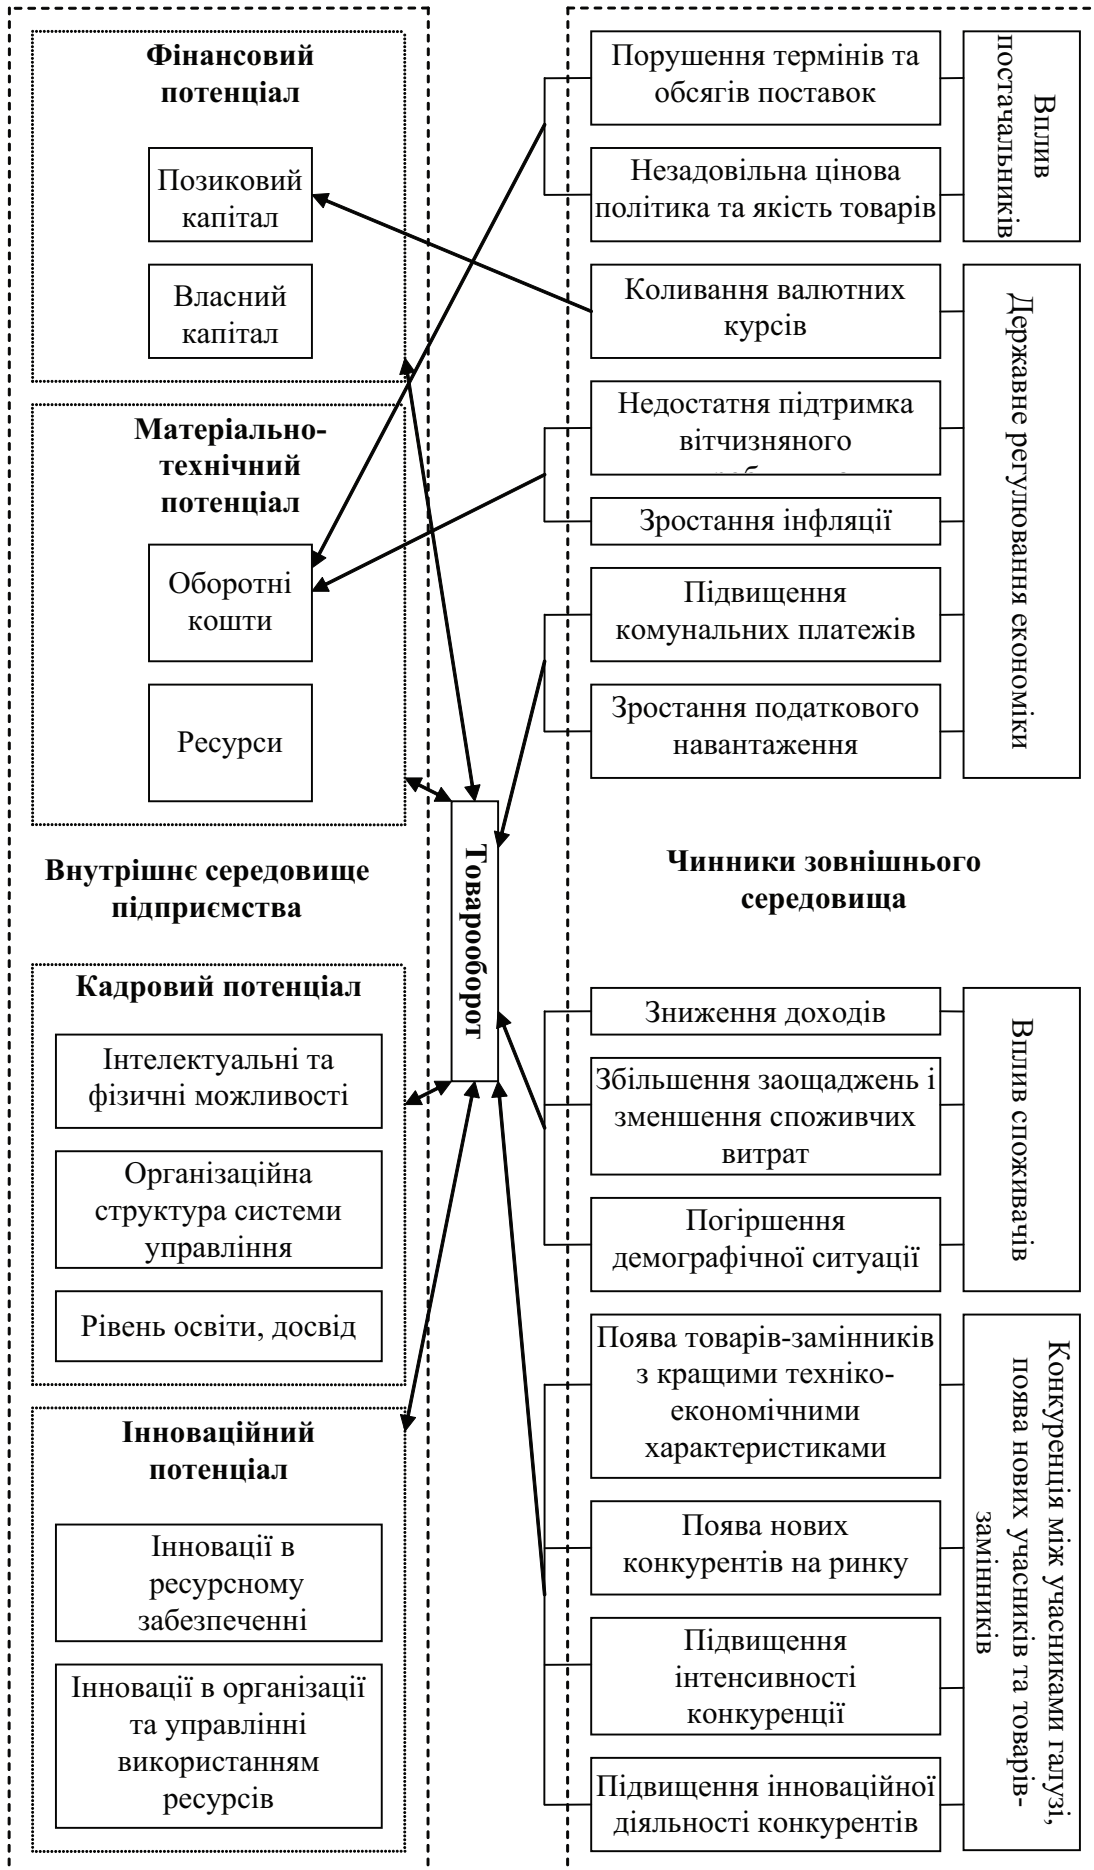 Фінансовий
потенціал
Позиковий
капітал
Власний
капітал
Матеріально-
технічний
потенціал
Оборотні
кошти
Ресурси
Внутрішнє середовище
підприємства
Кадровий потенціал
Інтелектуальні та
фізичні можливості
Організаційна
структура системи
управління
Рівень освіти, досвід
Інноваційний
потенціал
Інновації в
ресурсному
забезпеченні
Інновації в організації
та управлінні
використанням
ресурсів
Товарооборот
Порушення термінів та
обсягів поставок
Незадовільна цінова
політика та якість товарів
Вплив
постачальників
Коливання валютних
курсів
Недостатня підтримка
вітчизняного
Зростання інфляції
Підвищення
комунальних платежів
Зростання податкового
навантаження
Державне регулювання економіки
Чинники зовнішнього
середовища
Зниження доходів
Збільшення заощаджень і
зменшення споживчих
витрат
Погіршення
демографічної ситуації
Вплив споживачів
Поява товарів-замінників
з кращими техніко-
економічними
характеристиками
Поява нових
конкурентів на ринку
Підвищення
інтенсивності
конкуренції
Підвищення інноваційної
діяльності конкурентів
Конкуренція між учасниками галузі,
поява нових учасників та товарів-
замінників